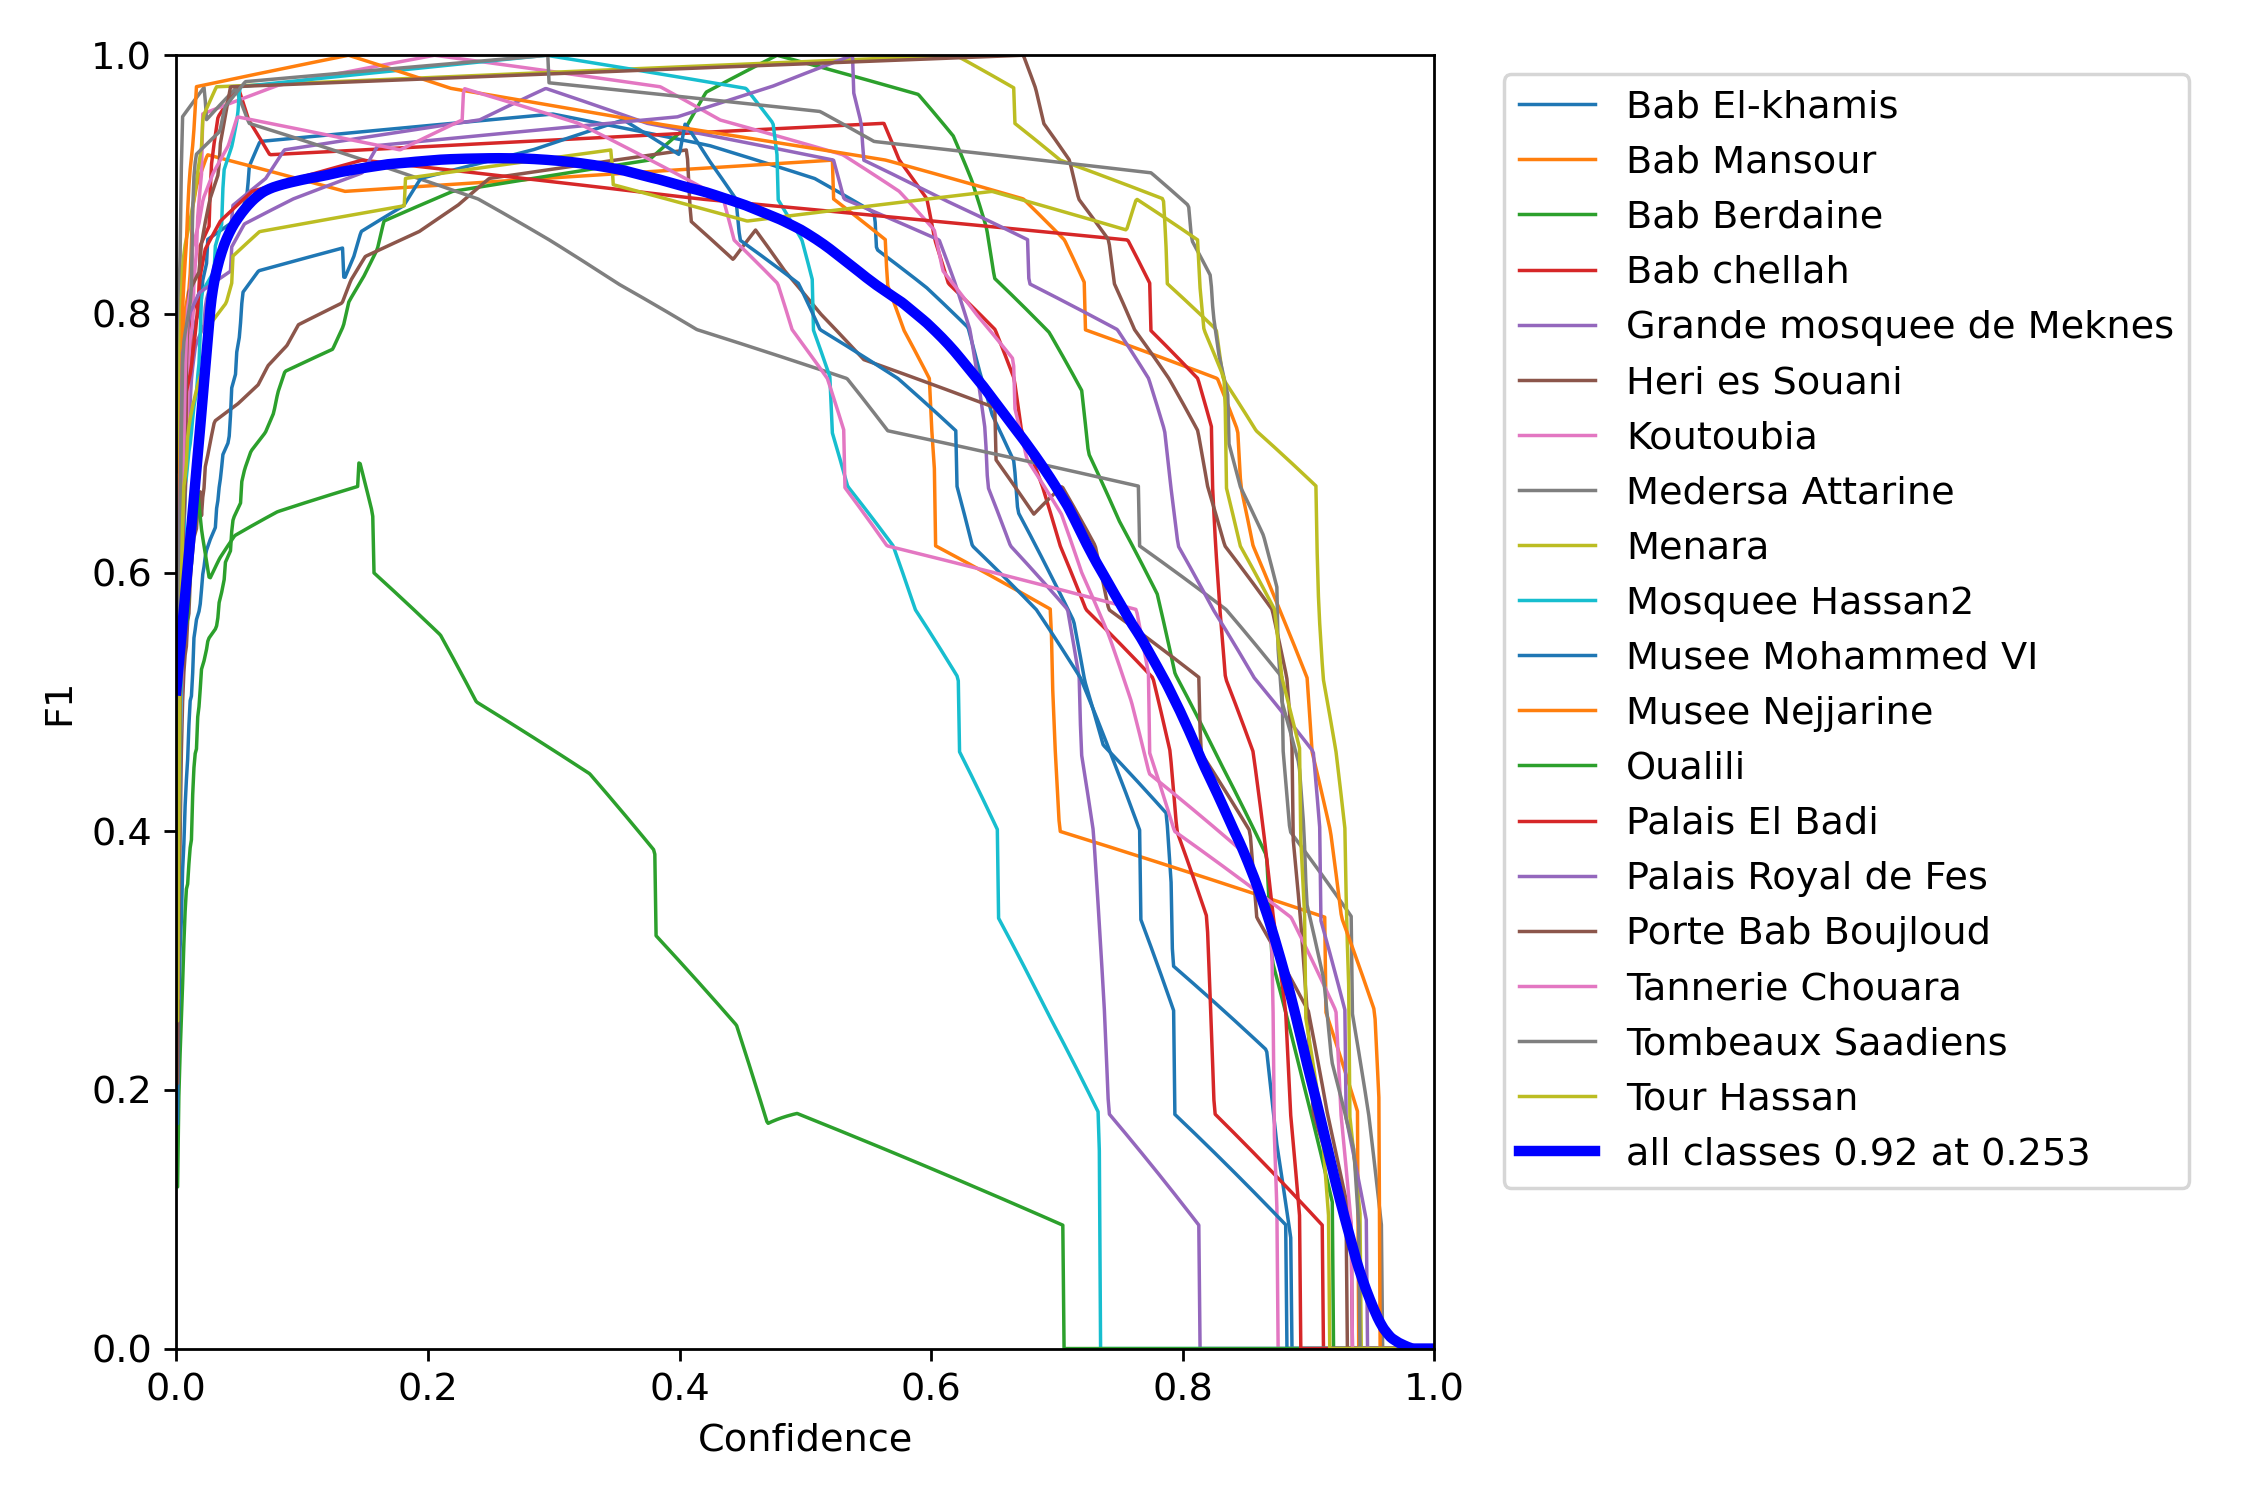 1.0
0.8
0.6
0.4
0.2
0.0
F1
0.0 0.2 0.4 0.6 0.8 1.0
Confidence
Bab El-khamis
Bab Mansour
Bab Berdaine
Bab chellah
Grande mosquee de Meknes
Heri es Souani
Koutoubia
Medersa Attarine
Menara
Mosquee Hassan2
Musee Mohammed VI
Musee Nejjarine
Oualili
Palais El Badi
Palais Royal de Fes
Porte Bab Boujloud
Tannerie Chouara
Tombeaux Saadiens
Tour Hassan
all classes 0.92 at 0.253